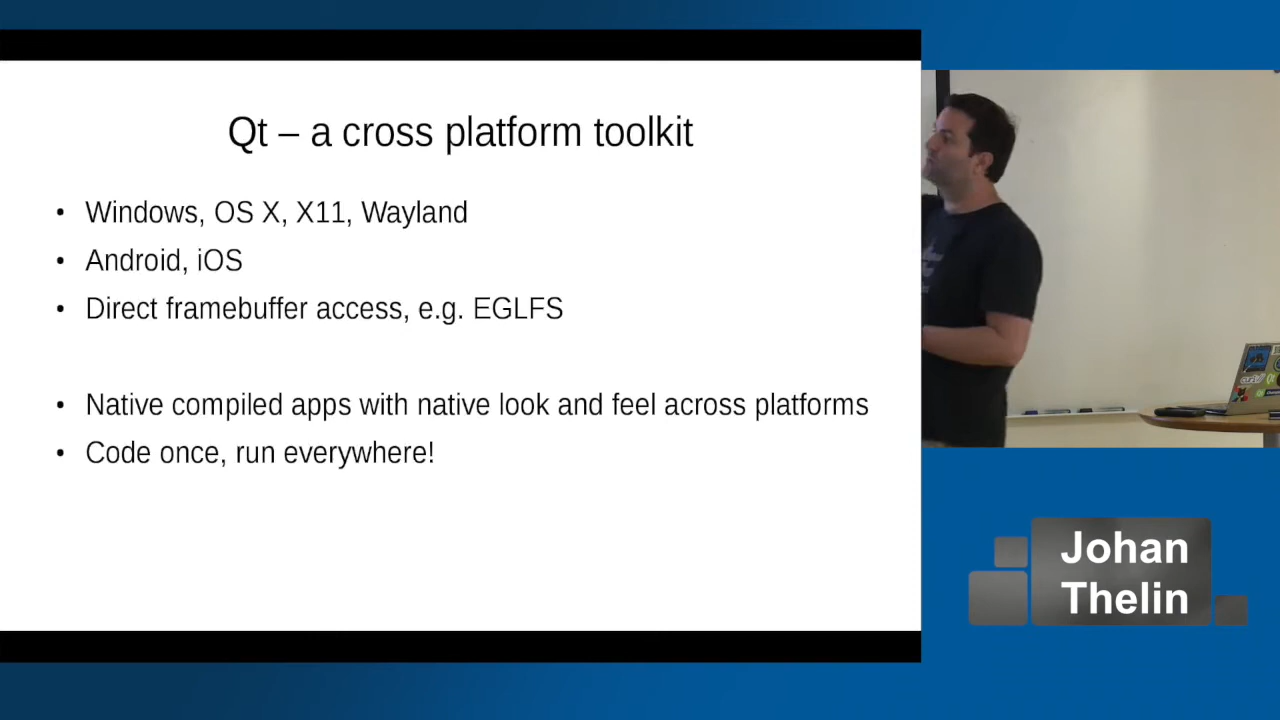 Qt – a cross platform toolkit
• Windows, OS X, X11, Wayland
• Android, iOS
• Direct framebuffer access, e.g. EGLFS
• Native compiled apps with native look and feel across platforms
• Code once, run everywhere!
Johan
Thelin